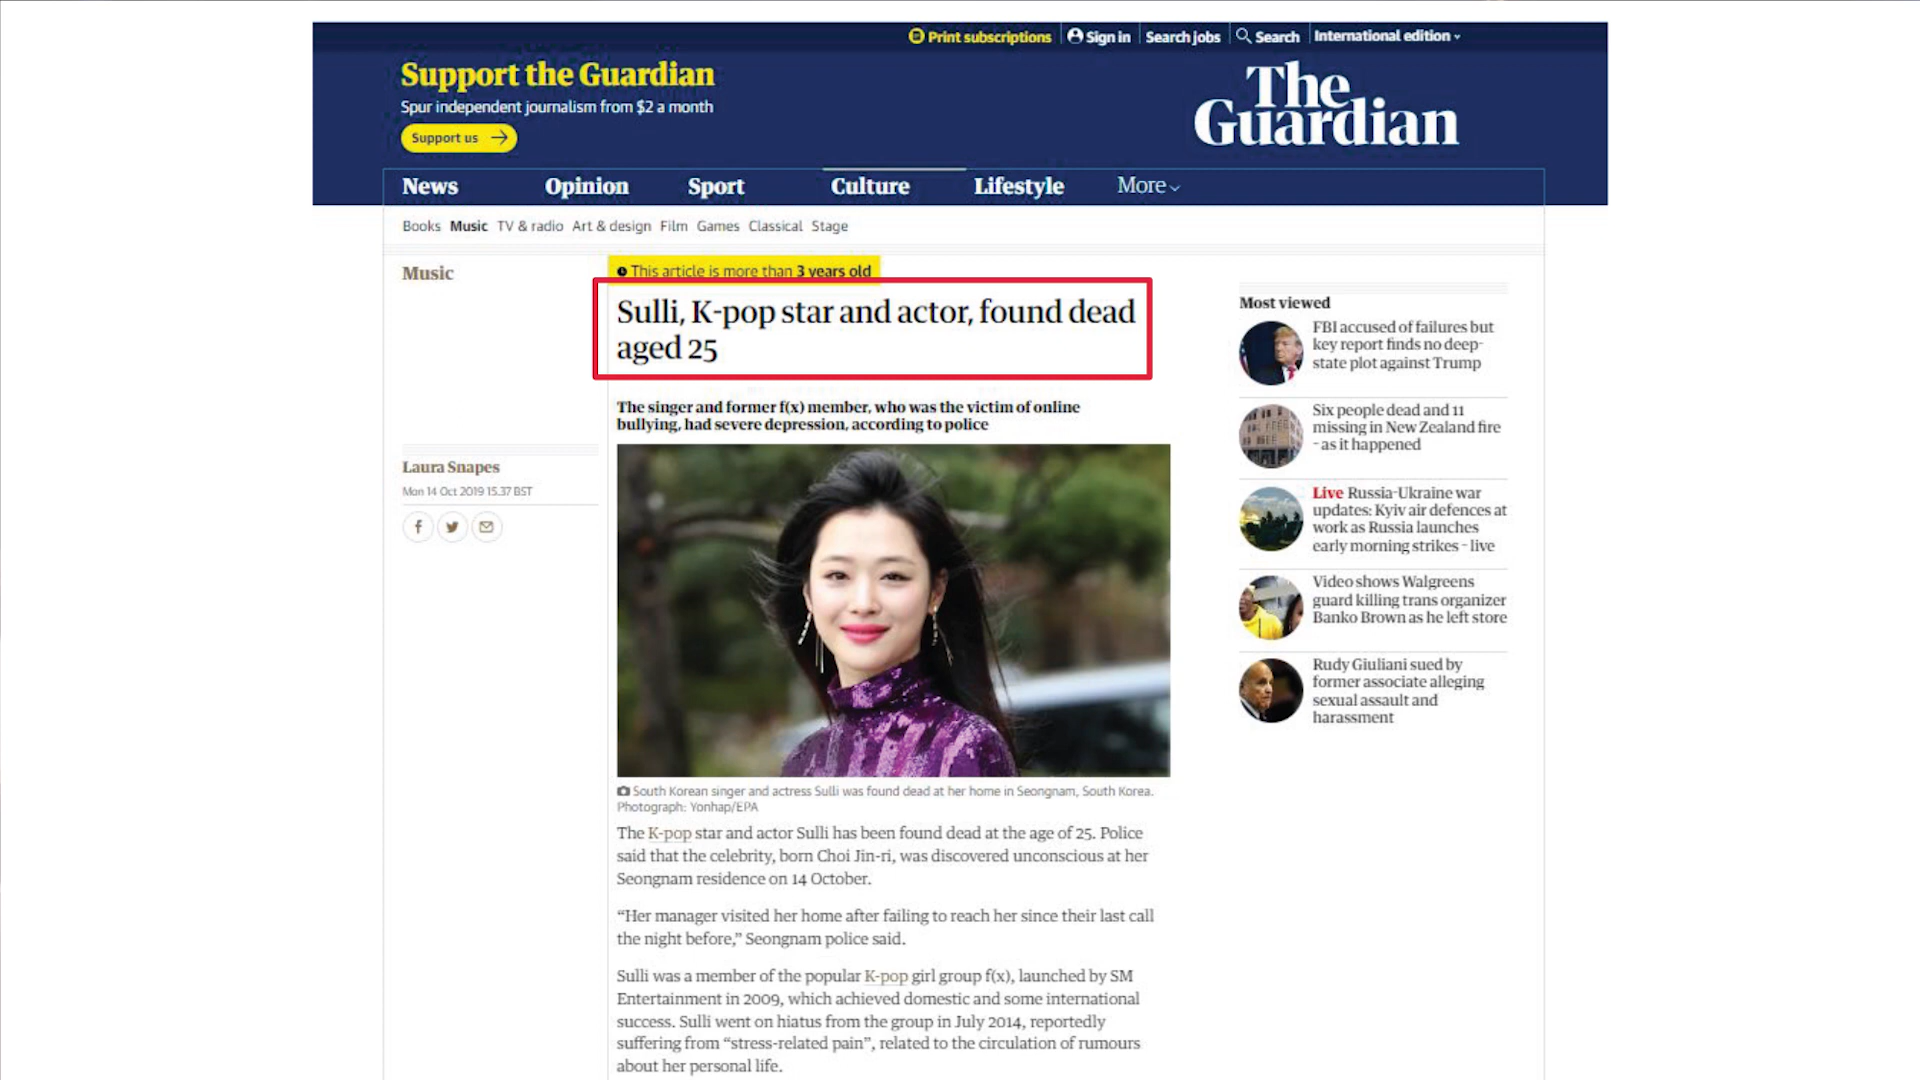 Print subscriptions
Sign in
Search jobs
Search
International edition
Support the Guardian
Spur independent journalism from $2 a month
Support us
The
Guardian
News
Opinion
Sport
Culture
Lifestyle
More
Books Music TV & radio Art & design Film Games Classical Stage
Music
This article is more than 3 years old
Sulli, K-pop star and actor, found dead
aged 25
The singer and former f(x) member, who was the victim of online
bullying, had severe depression, according to police
Laura Snapes
Mon 14 Oct 2019 15.37 BST
South Korean singer and actress Sulli was found dead at her home in Seongnam, South Korea.
Photograph: Yonhap/EPA
The K-pop star and actor Sulli has been found dead at the age of 25. Police
said that the celebrity, born Choi Jin-ri, was discovered unconscious at her
Seongnam residence on 14 October.
“Her manager visited her home after failing to reach her since their last call
the night before,” Seongnam police said.
Sulli was a member of the popular K-pop girl group f(x), launched by SM
Entertainment in 2009, which achieved domestic and some international
success. Sulli went on hiatus from the group in July 2014, reportedly
suffering from “stress-related pain”, related to the circulation of rumours
about her personal life.
Most viewed
FBI accused of failures but
key report finds no deep-
state plot against Trump
Six people dead and 11
missing in New Zealand fire
- as it happened
Live Russia-Ukraine war
updates: Kyiv air defences at
work as Russia launches
early morning strikes - live
Video shows Walgreens
guard killing trans organizer
Banko Brown as he left store
Rudy Giuliani sued by
former associate alleging
sexual assault and
harassment